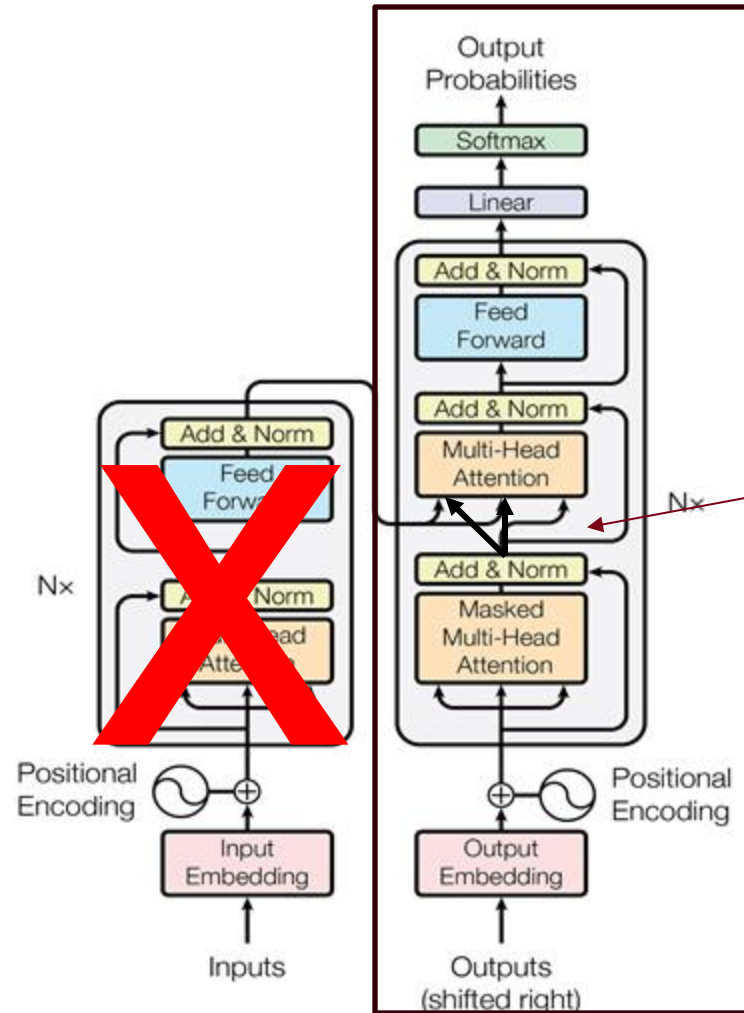 Output
Probabilities
Softmax
Linear
Add & Norm
Feed
Forward
Add & Norm
Multi-Head
Attention
Nx
Add & Norm
Masked
Multi-Head
Attention
Positional
Encoding
Output
Embedding
Outputs
(shifted right)
Add & Norm
Feed
Nx
Norm
Positional
Encoding
Input
Embedding
Inputs